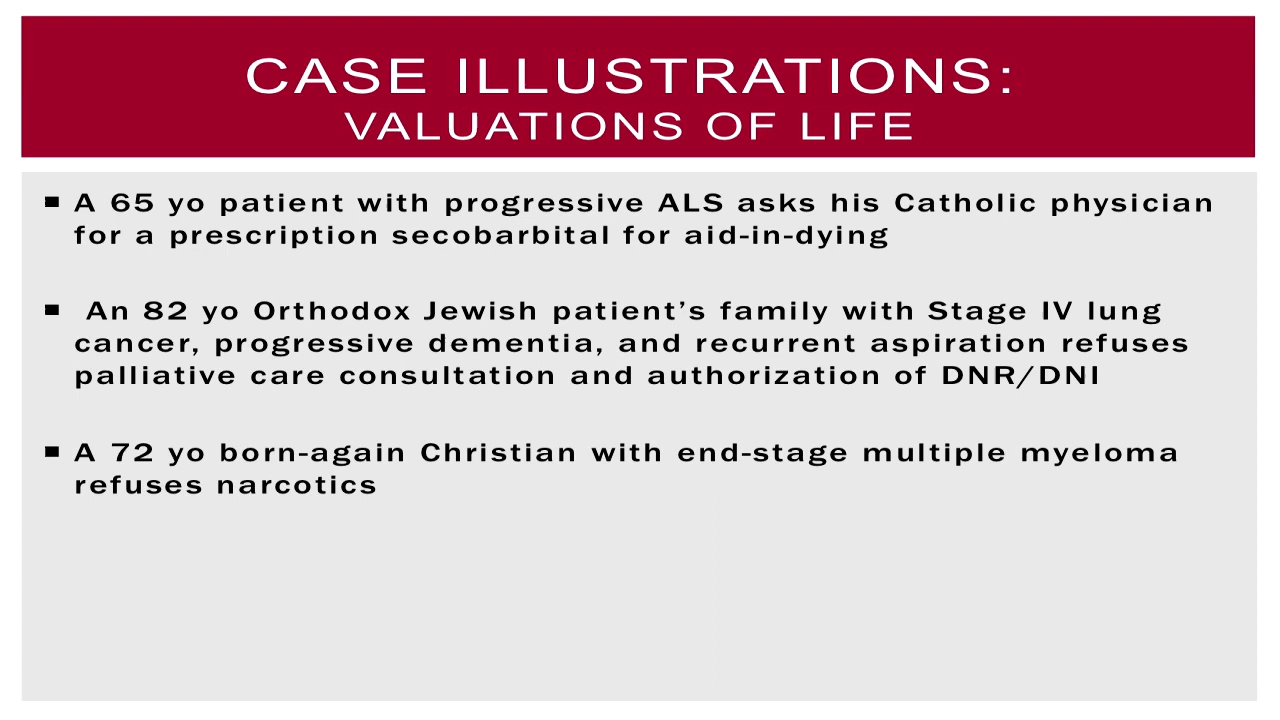 CASE ILLUSTRATIONS:
VALUATIONS OF LIFE
▪ A 65 yo patient with progressive ALS asks his Catholic physician
for a prescription secobarbital for aid-in-dying
▪ An 82 yo Orthodox Jewish patient’s family with Stage IV lung
cancer, progressive dementia, and recurrent aspiration refuses
palliative care consultation and authorization of DNR/DNI
▪ A 72 yo born-again Christian with end-stage multiple myeloma
refuses narcotics